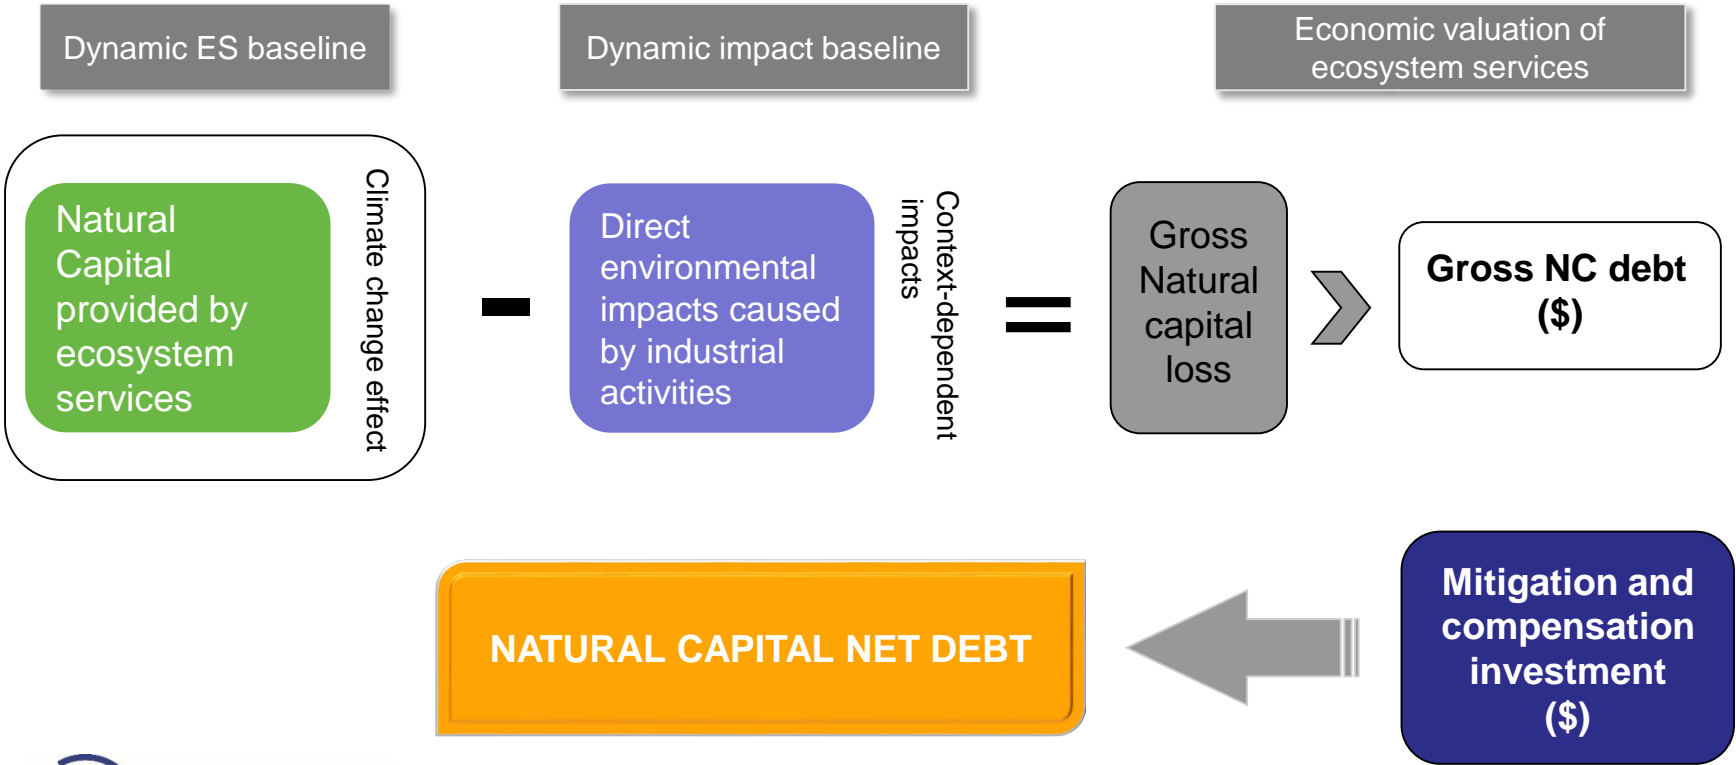 Dynamic ES baseline
Dynamic impact baseline
Economic valuation of
ecosystem services
Natural
Capital
provided by
ecosystem
services
Climate change effect
Direct
environmental
impacts caused
by industrial
activities
Context-dependent
impacts
Gross
Natural
capital
loss
Gross NC debt
($)
Mitigation and
compensation
investment
($)
NATURAL CAPITAL NET DEBT